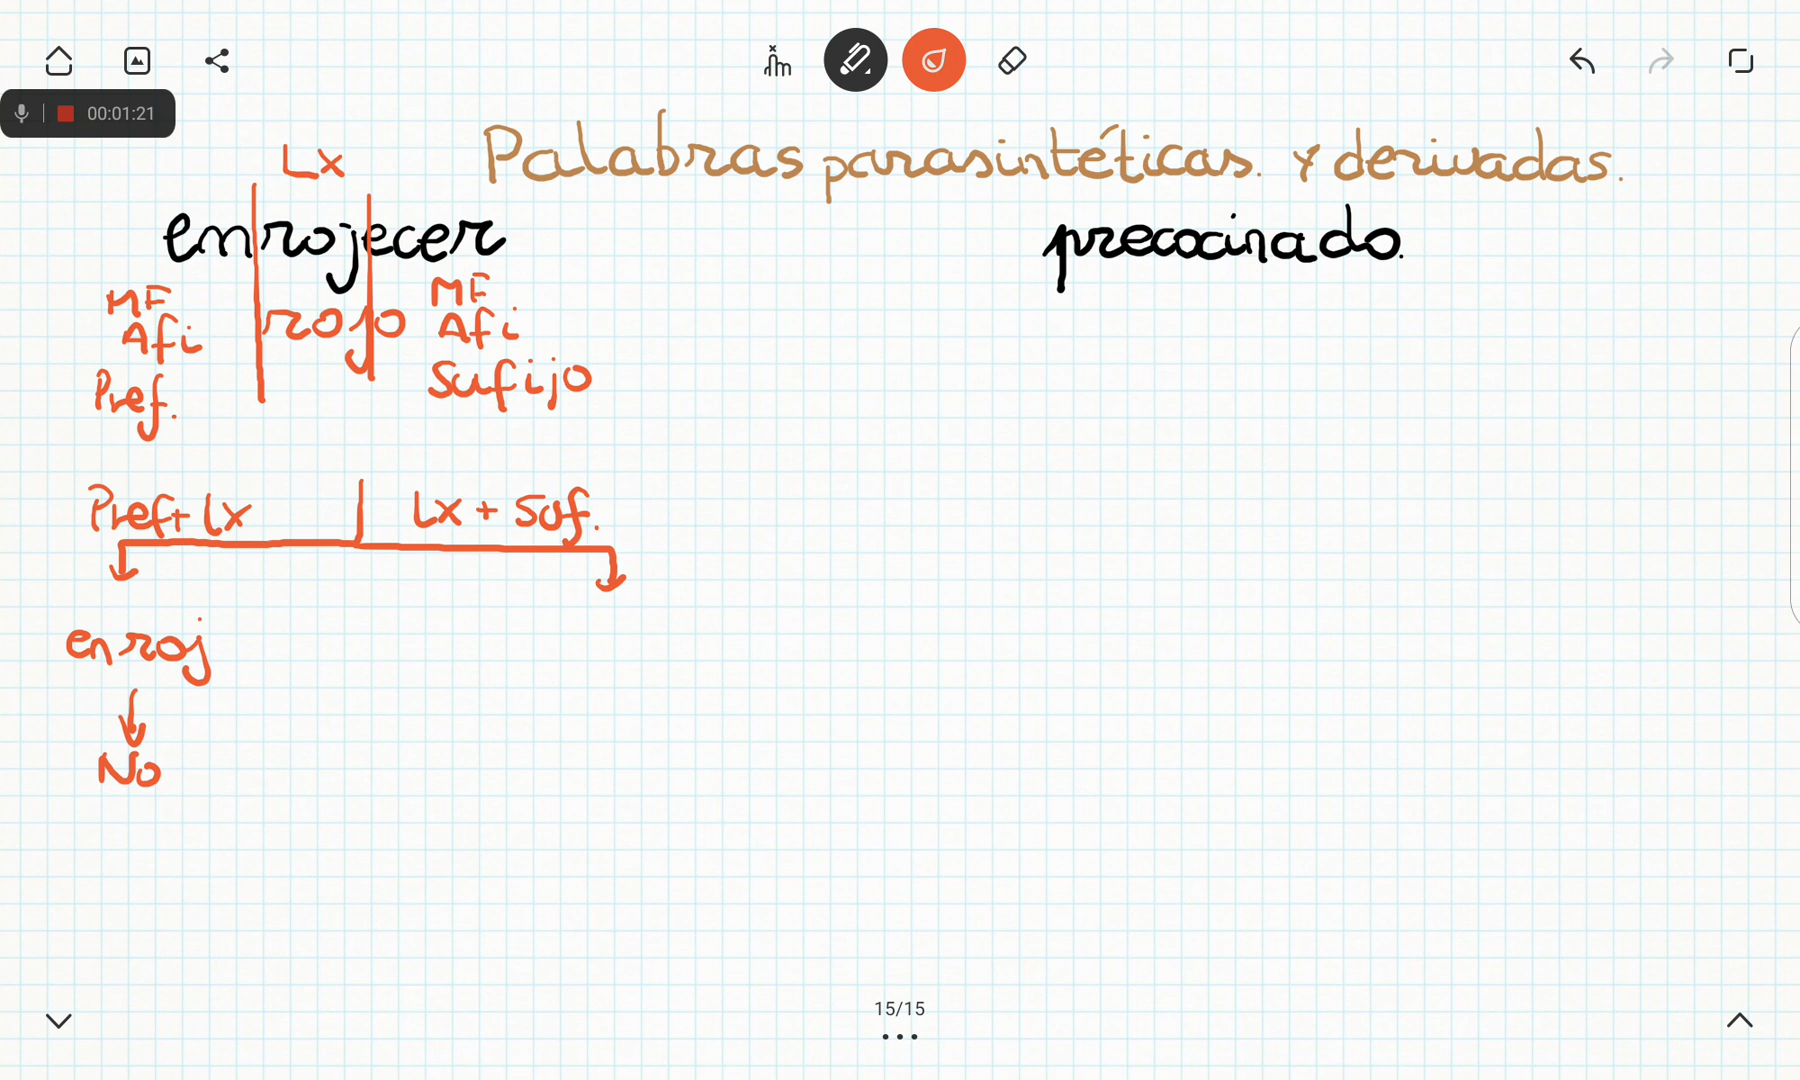 00:01:21
Palabras parasintéticas. y derivadas.
Lx
enrojecer
precocinado.
MF
Afi
Pref.
rojo
MF
Afi
Sufijo
Pref+Lx
Lx + Suf.
enroj
No
15/15